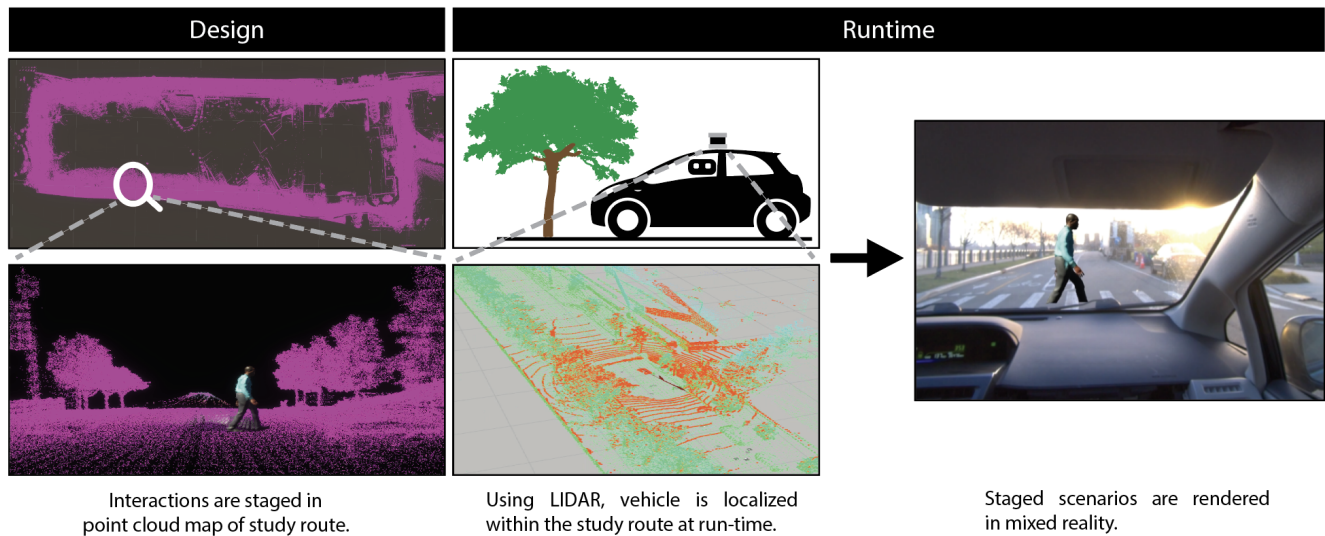 Design
Runtime
Interactions are staged in
point cloud map of study route.
Using LIDAR, vehicle is localized
within the study route at run-time.
Staged scenarios are rendered
in mixed reality.